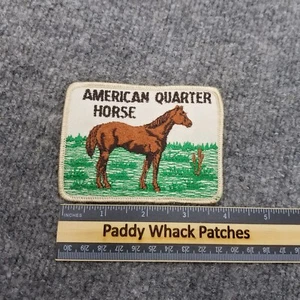 AMERICAN QUARTER
HORSE
INCHES 1 2 3 4 5
Paddy Whack Patches